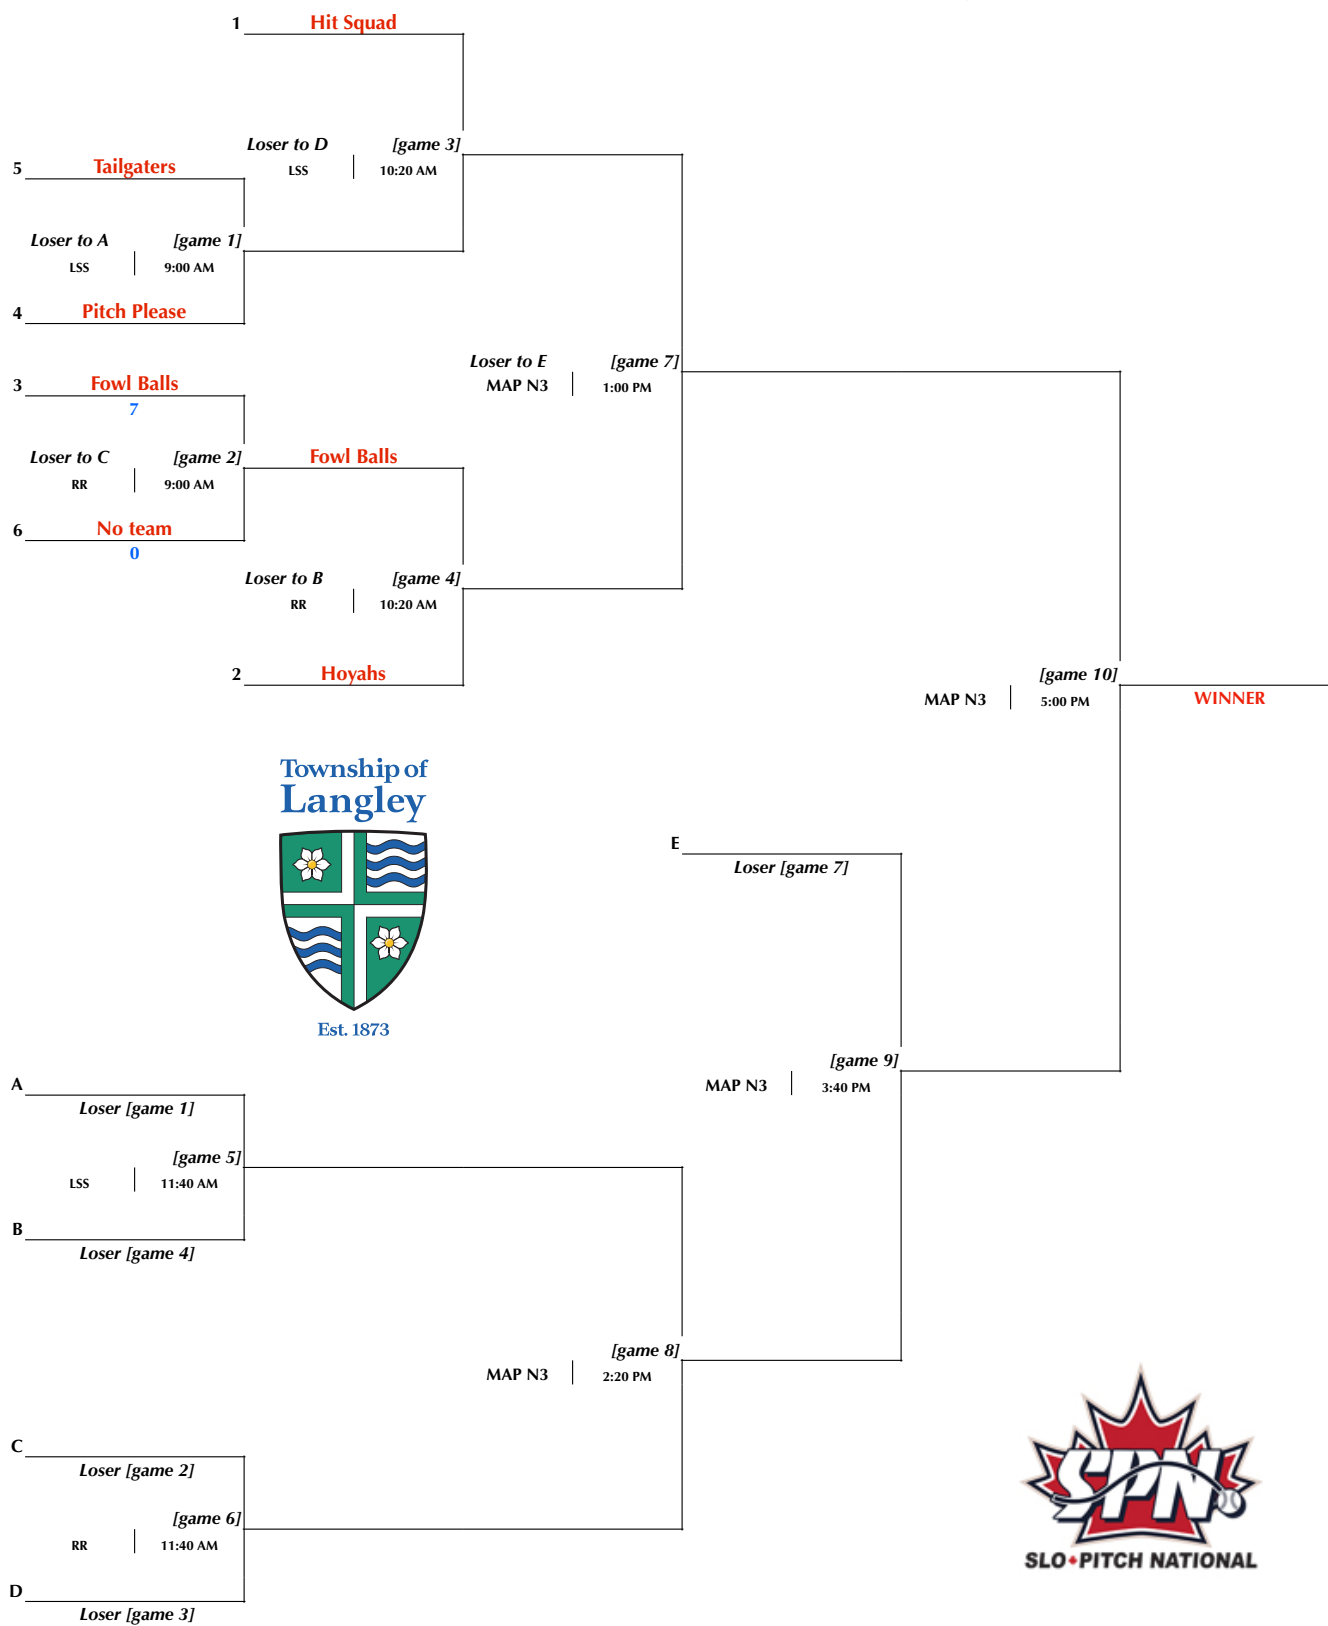 1 Hit Squad
Loser to D [game 3]
LSS 10:20 AM
5 Tailgaters
Loser to A [game 1]
LSS 9:00 AM
4 Pitch Please
Loser to E [game 7]
MAP N3 1:00 PM
3 Fowl Balls
7
Loser to C [game 2] Fowl Balls
RR 9:00 AM
6 No team
0
Loser to B [game 4]
RR 10:20 AM
2 Hoyahs
[game 10]
MAP N3 5:00 PM WINNER
Township of
Langley
Est. 1873
E
Loser [game 7]
[game 9]
MAP N3 3:40 PM
A
Loser [game 1]
[game 5]
LSS 11:40 AM
B
Loser [game 4]
[game 8]
MAP N3 2:20 PM
C
Loser [game 2]
[game 6]
RR 11:40 AM
D
Loser [game 3]
SPN
SLO PITCH NATIONAL